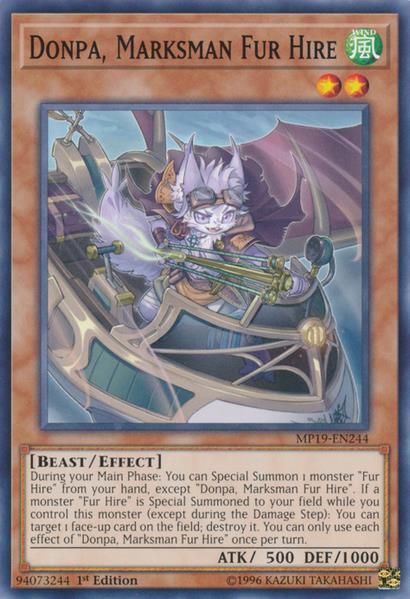 Donpa, Marksman Fur Hire
WIND
風
MP19-EN244
[Beast/Effect]
During your Main Phase: You can Special Summon 1 monster "Fur
Hire" from your hand, except "Donpa, Marksman Fur Hire". If a
monster "Fur Hire" is Special Summoned to your field while you
control this monster (except during the Damage Step): You can
target 1 face-up card on the field; destroy it. You can only use each
effect of "Donpa, Marksman Fur Hire" once per turn.
ATK/ 500 DEF/1000
94073244 1st Edition ©1996 KAZUKI TAKAHASHI